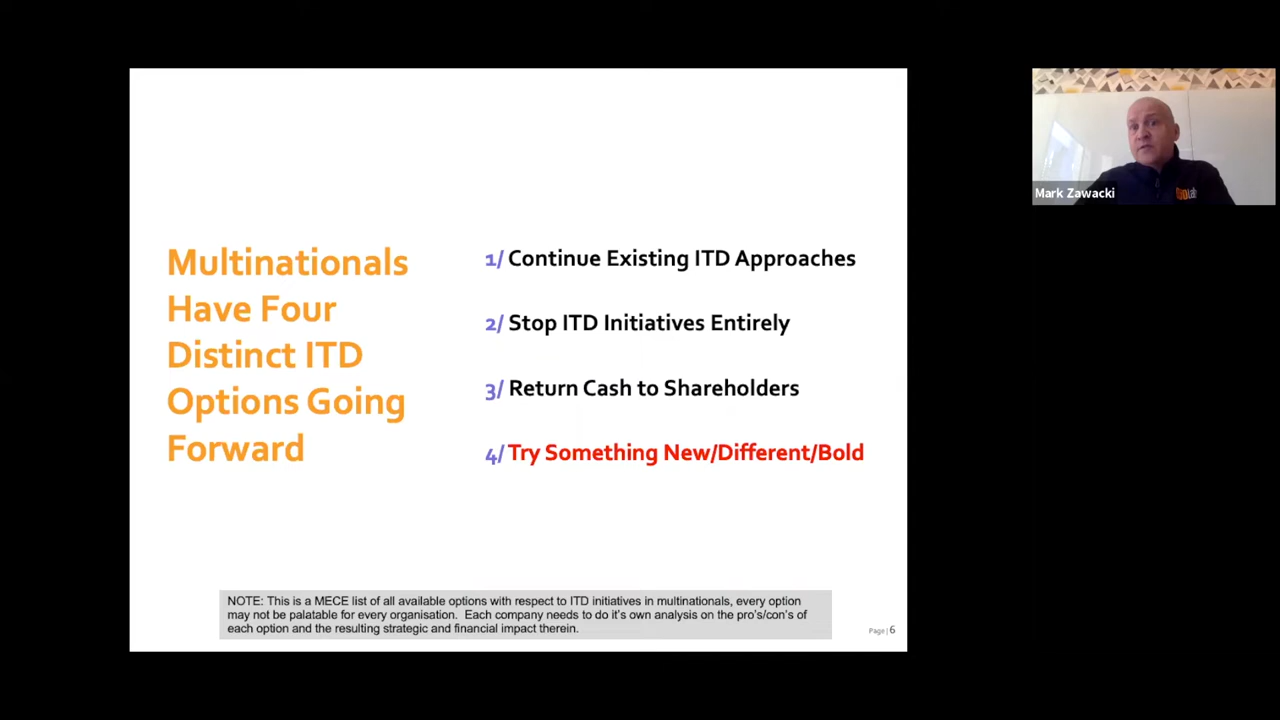 Multinationals
Have Four
Distinct ITD
Options Going
Forward
1/ Continue Existing ITD Approaches
2/ Stop ITD Initiatives Entirely
3/ Return Cash to Shareholders
4/ Try Something New/Different/Bold
NOTE: This is a MECE list of all available options with respect to ITD initiatives in multinationals, every option
may not be palatable for every organisation. Each company needs to do it's own analysis on the pro's/con's of
each option and the resulting strategic and financial impact therein.
Page | 6
Mark Zawacki